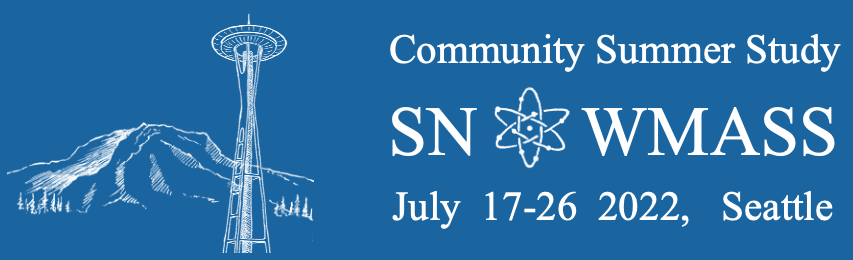 Community Summer Study
SN WMASS
July 17-26 2022, Seattle